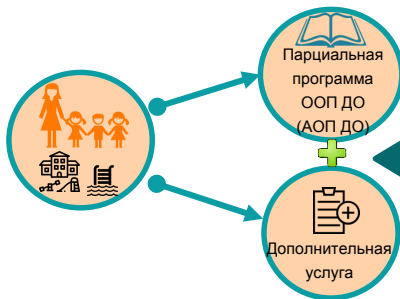 Парциальная
программа
ООП ДО
(АОП ДО)
Дополнительная
услуга